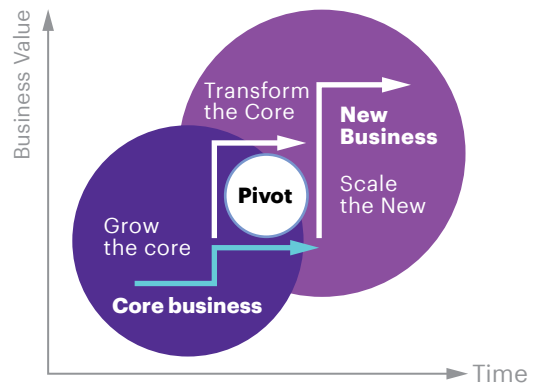 Business Value
Transform
the Core
New
Business
Pivot
Scale
the New
Grow
the core
Core business
Time